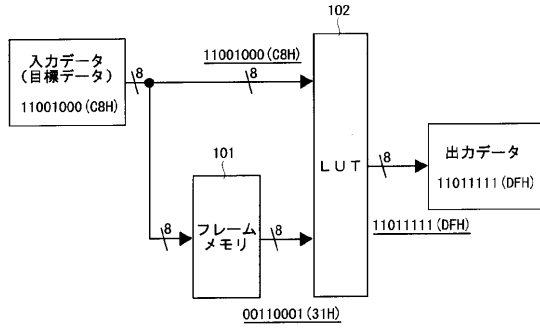 102
入力データ
(目標データ)
11001000(C8H)
8
11001000(C8H)
8
LUT
8
出力データ
11011111(DFH)
11011111(DFH)
101
8
フレーム
メモリ
8
00110001(31H)